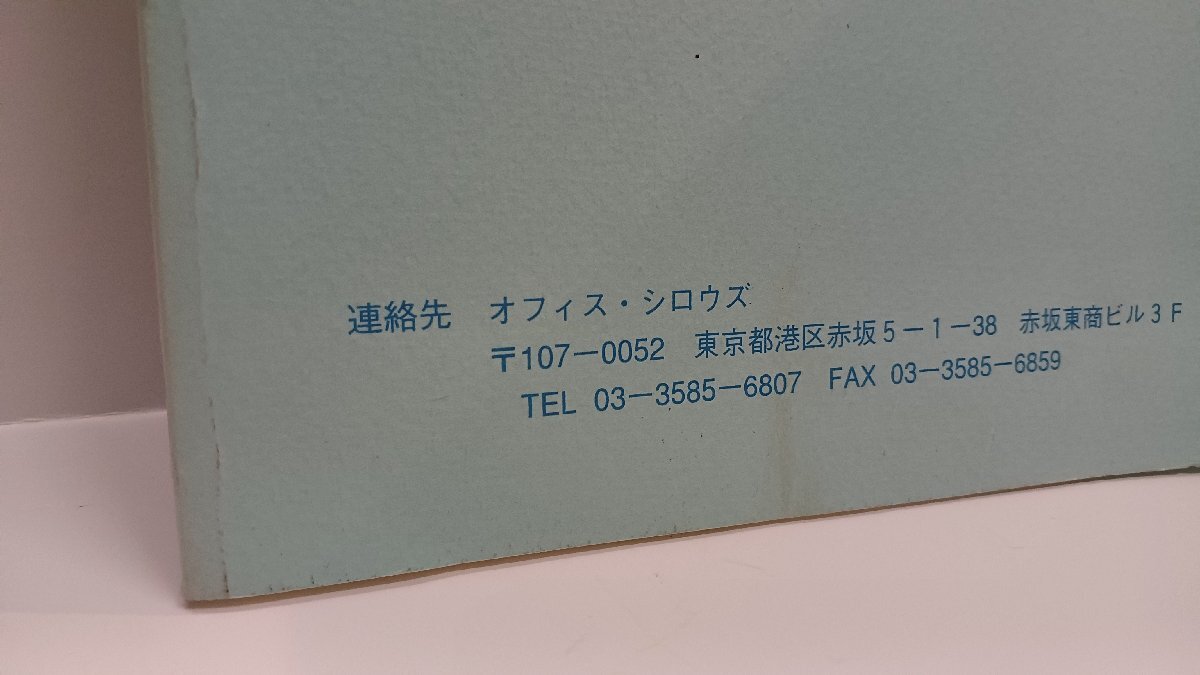 連絡先 オフィス・シロウズ
〒107－0052 東京都港区赤坂5－1－38 赤坂東商ビル3F
TEL 03－3585－6807 FAX 03－3585－6859